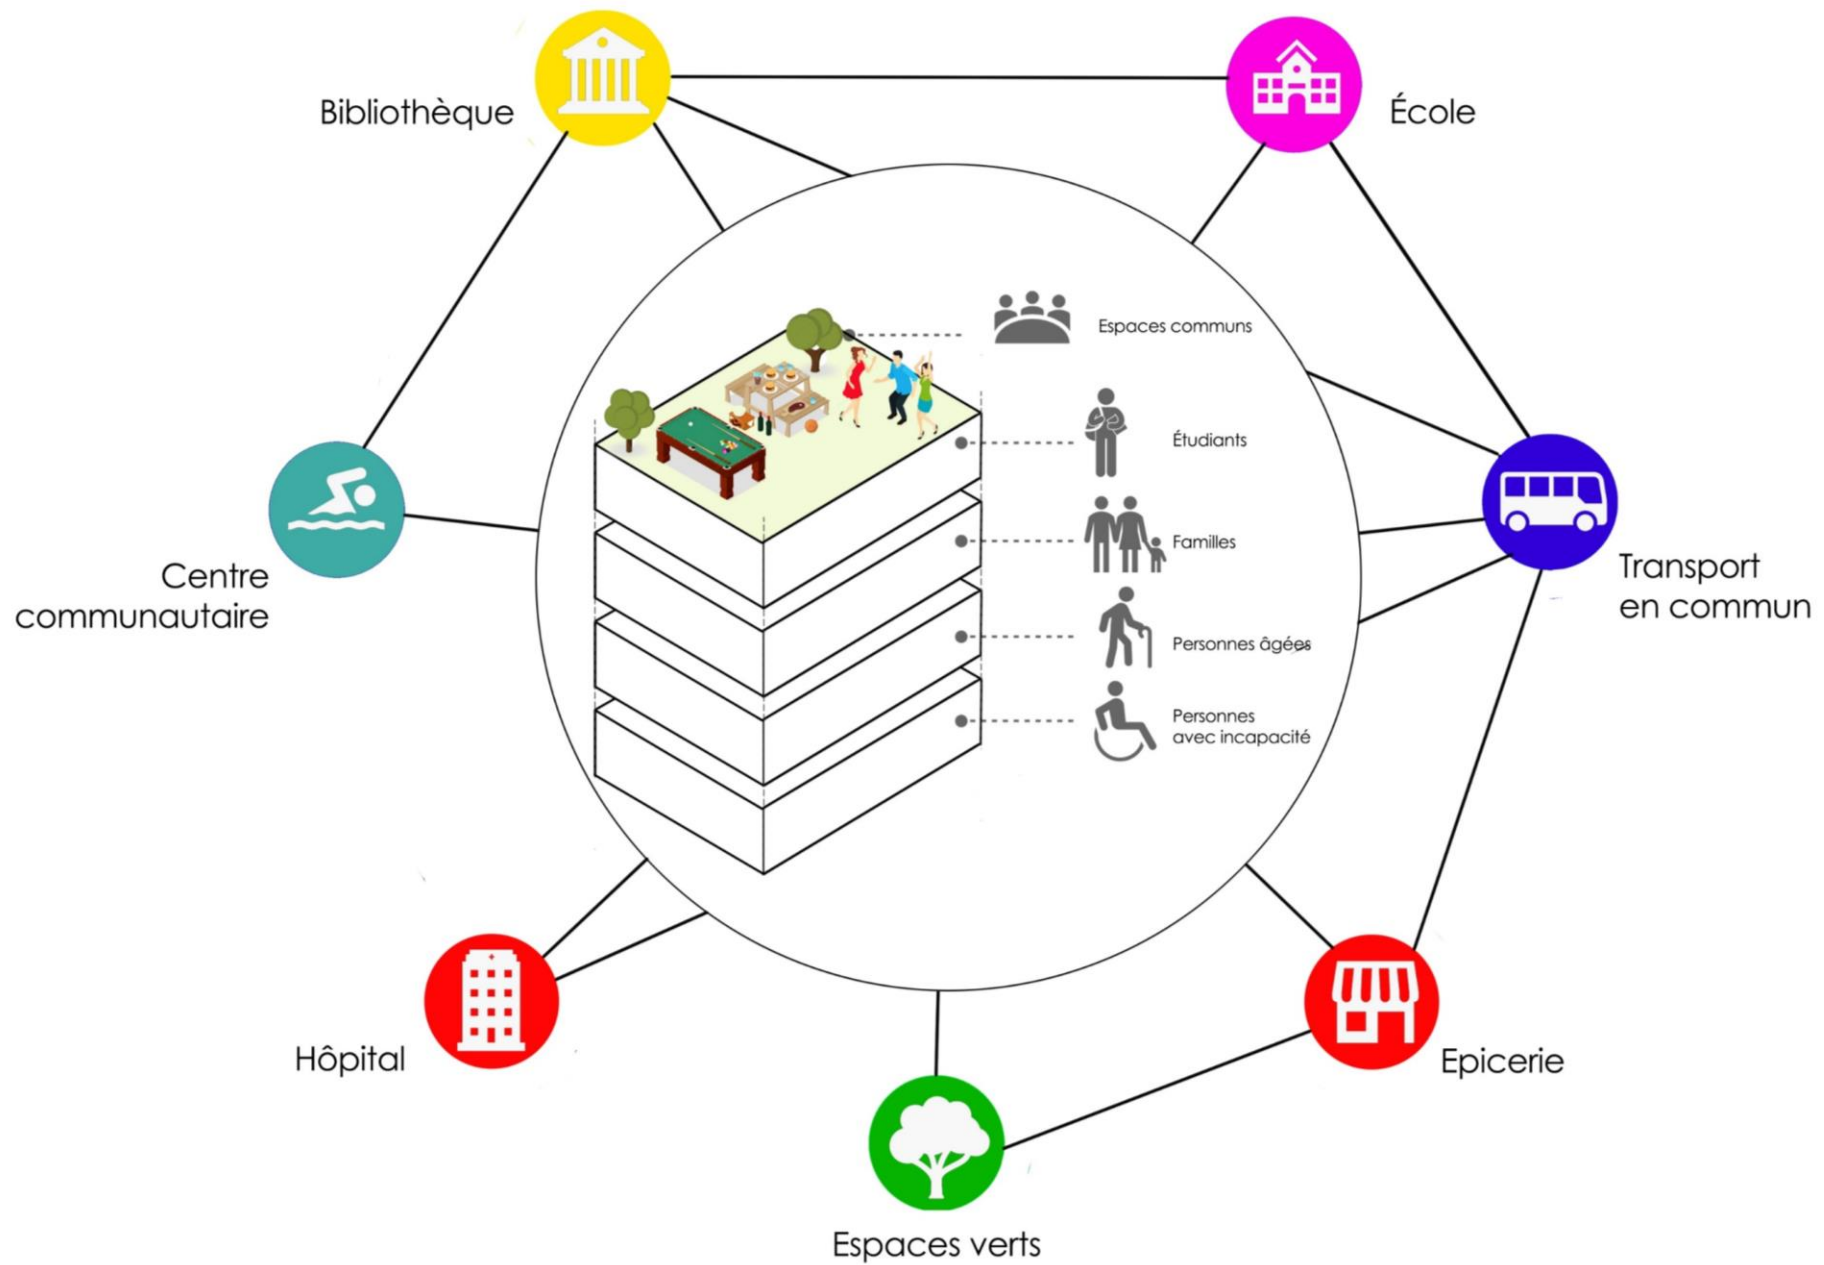 Bibliothèque
École
Espaces communs
Étudiants
Familles
Personnes âgées
Personnes
avec incapacité
Centre
communautaire
Transport
en commun
Hôpital
Epicerie
Espaces verts